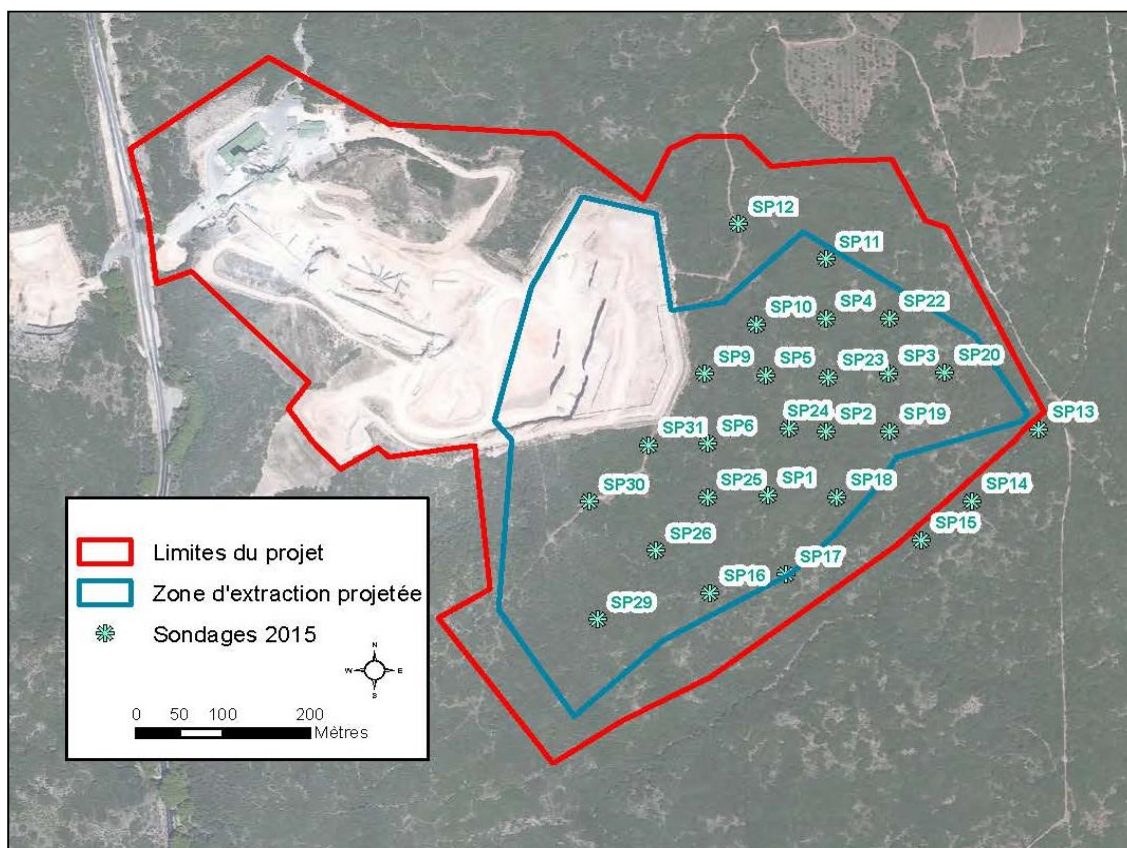 SP12
SP11
SP10
SP4
SP22
SP9
SP5
SP23
SP3
SP20
SP24
SP2
SP19
SP13
SP31
SP6
SP30
SP25
SP1
SP18
SP14
SP26
SP15
SP17
SP16
SP29
Limites du projet
Zone d'extraction projetée
Sondages 2015
N
W E
S
0 50 100 200
Mètres